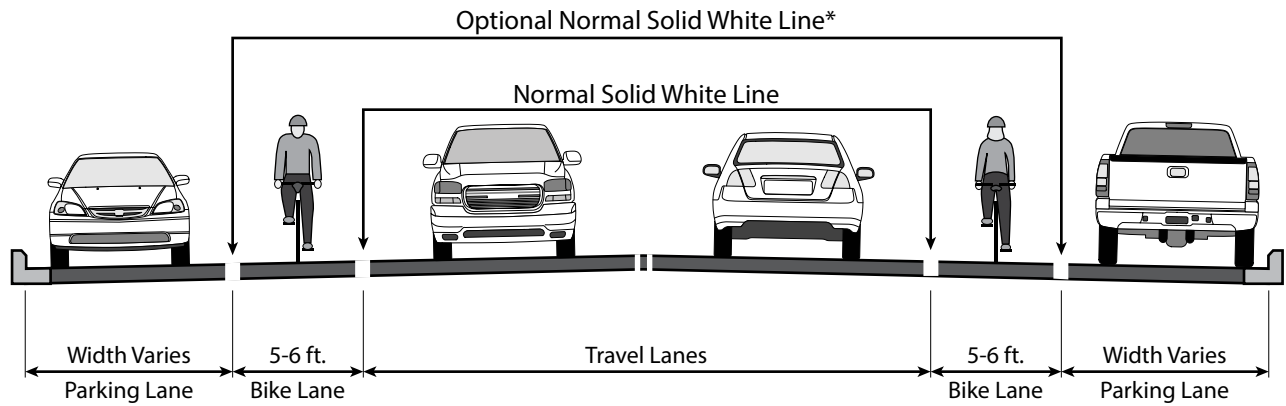 Optional Normal Solid White Line*
Normal Solid White Line
Width Varies
Parking Lane
5-6 ft.
Bike Lane
Travel Lanes
5-6 ft.
Bike Lane
Width Varies
Parking Lane